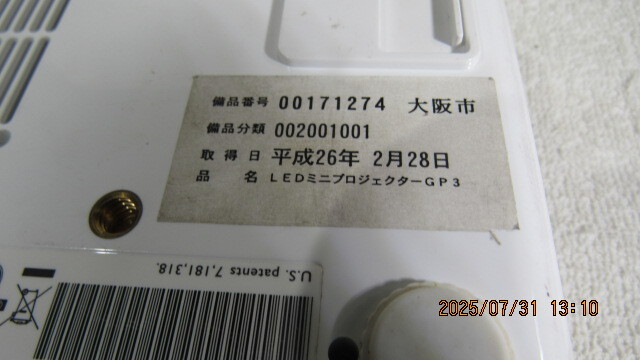 備品番号 00171274 大阪市
備品分類 002001001
取得日 平成26年 2月28日
品名 LEDミニプロジェクターGP3
U.S. patents 7,181,318.
2025/07/31 13:10